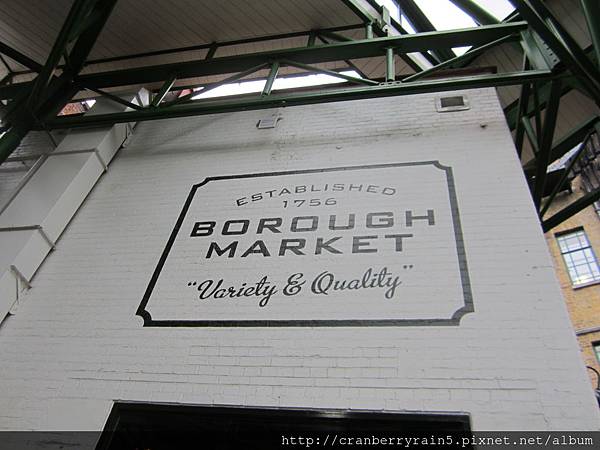 ESTABLISHED
1756
BOROUGH
MARKET
"Variety & Quality"
http://cranberryrain5.pixnet.net/album